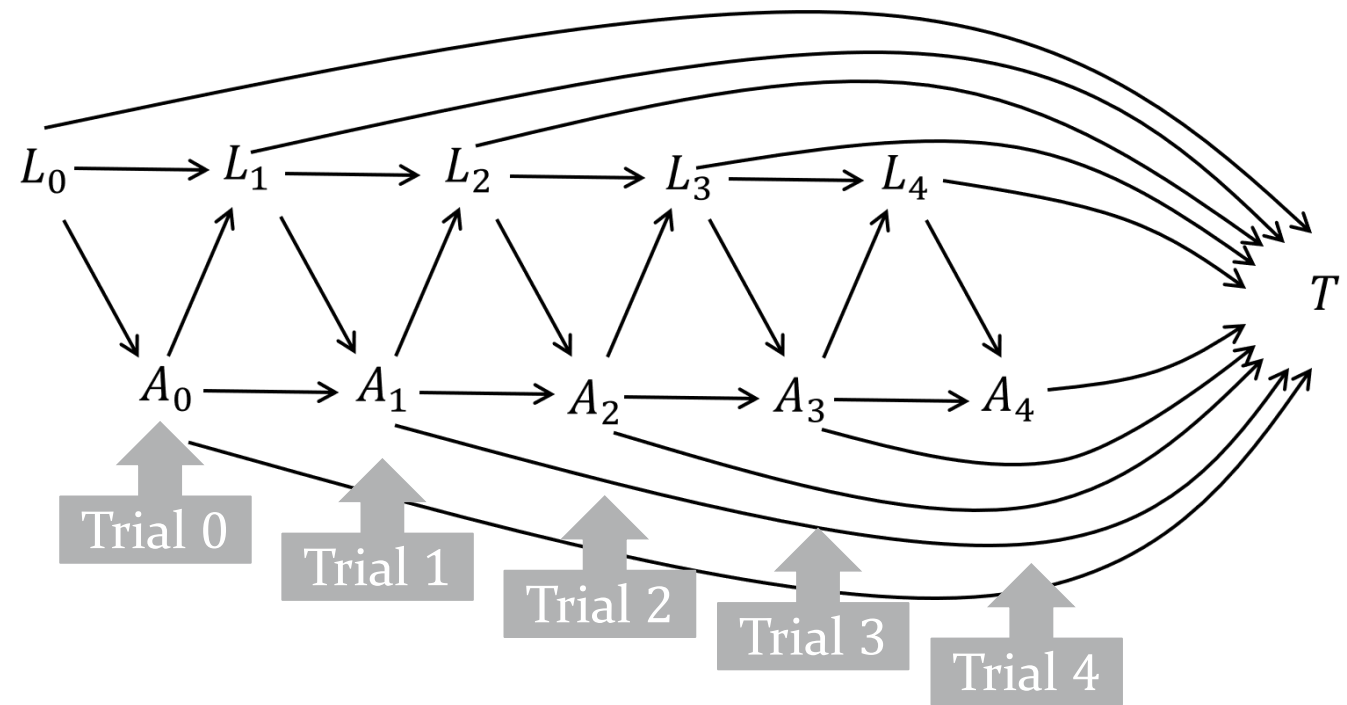 L₀ L₁ L₂ L₃ L₄
T
A₀ A₁ A₂ A₃ A₄
Trial 0
Trial 1
Trial 2
Trial 3
Trial 4